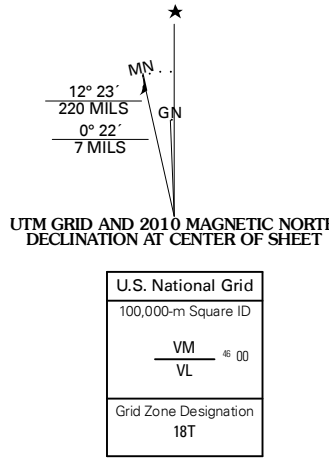 MN
GN
12° 23´
220 MILS
0° 22´
7 MILS
UTM GRID AND 2010 MAGNETIC NORTH
DECLINATION AT CENTER OF SHEET
U.S. National Grid
100,000-m Square ID
VM
46 00
VL
Grid Zone Designation
18T